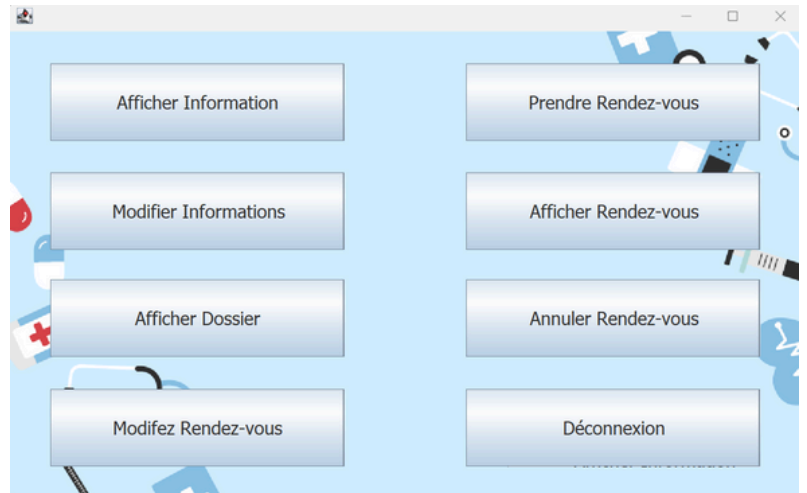 Afficher Information
Prendre Rendez-vous
Modifier Informations
Afficher Rendez-vous
Afficher Dossier
Annuler Rendez-vous
Modifez Rendez-vous
Déconnexion